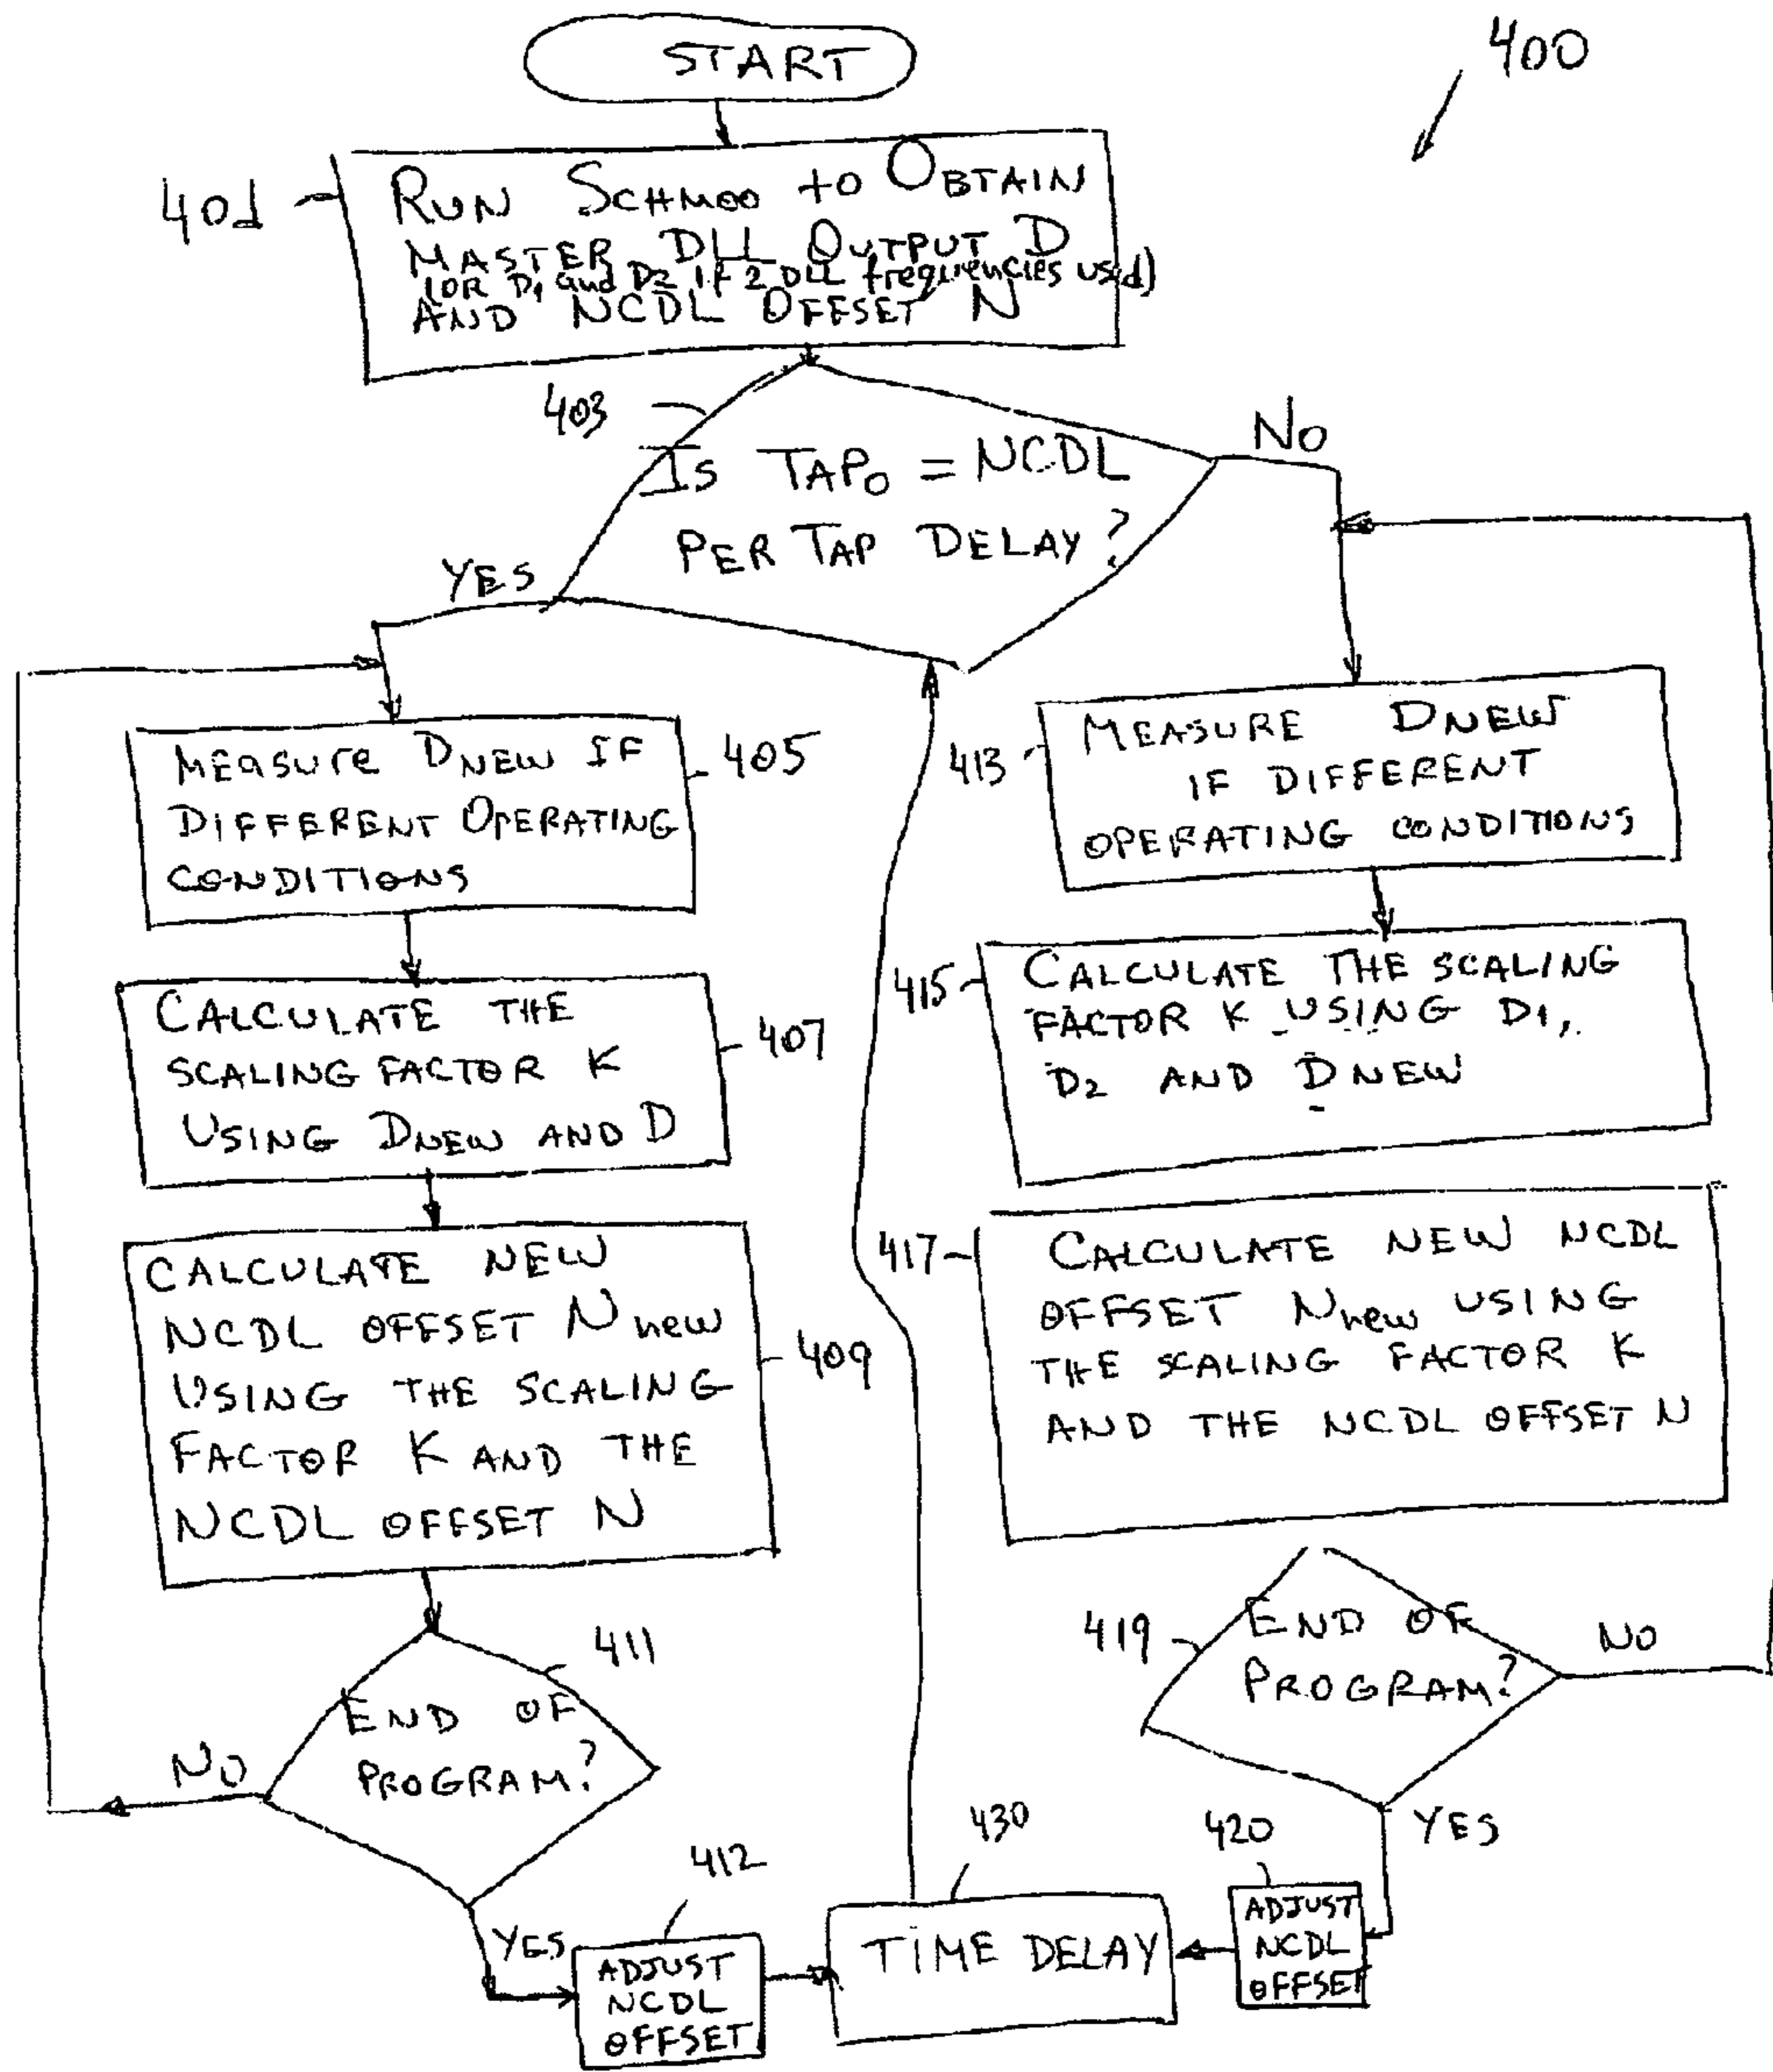 START
400
401
RUN SCHMOO to OBTAIN
MASTER DLL OUTPUT D
(OR D1 and D2 if 2 DLL frequencies used)
AND NCDL OFFSET N
403
IS TAP0 = NCDL
PER TAP DELAY?
NO
YES
MEASURE DNEW IF
DIFFERENT OPERATING
CONDITIONS
405
413
MEASURE DNEW
IF DIFFERENT
OPERATING CONDITIONS
CALCULATE THE
SCALING FACTOR K
USING DNEW AND D
407
415
CALCULATE THE SCALING
FACTOR K USING D1,
D2 AND DNEW
CALCULATE NEW
NCDL OFFSET Nnew
USING THE SCALING
FACTOR K AND THE
NCDL OFFSET N
409
417
CALCULATE NEW NCDL
OFFSET Nnew USING
THE SCALING FACTOR K
AND THE NCDL OFFSET N
411
END OF
PROGRAM?
NO
YES
419
END OF
PROGRAM?
NO
YES
412
ADJUST
NCDL
OFFSET
430
TIME DELAY
420
ADJUST
NCDL
OFFSET